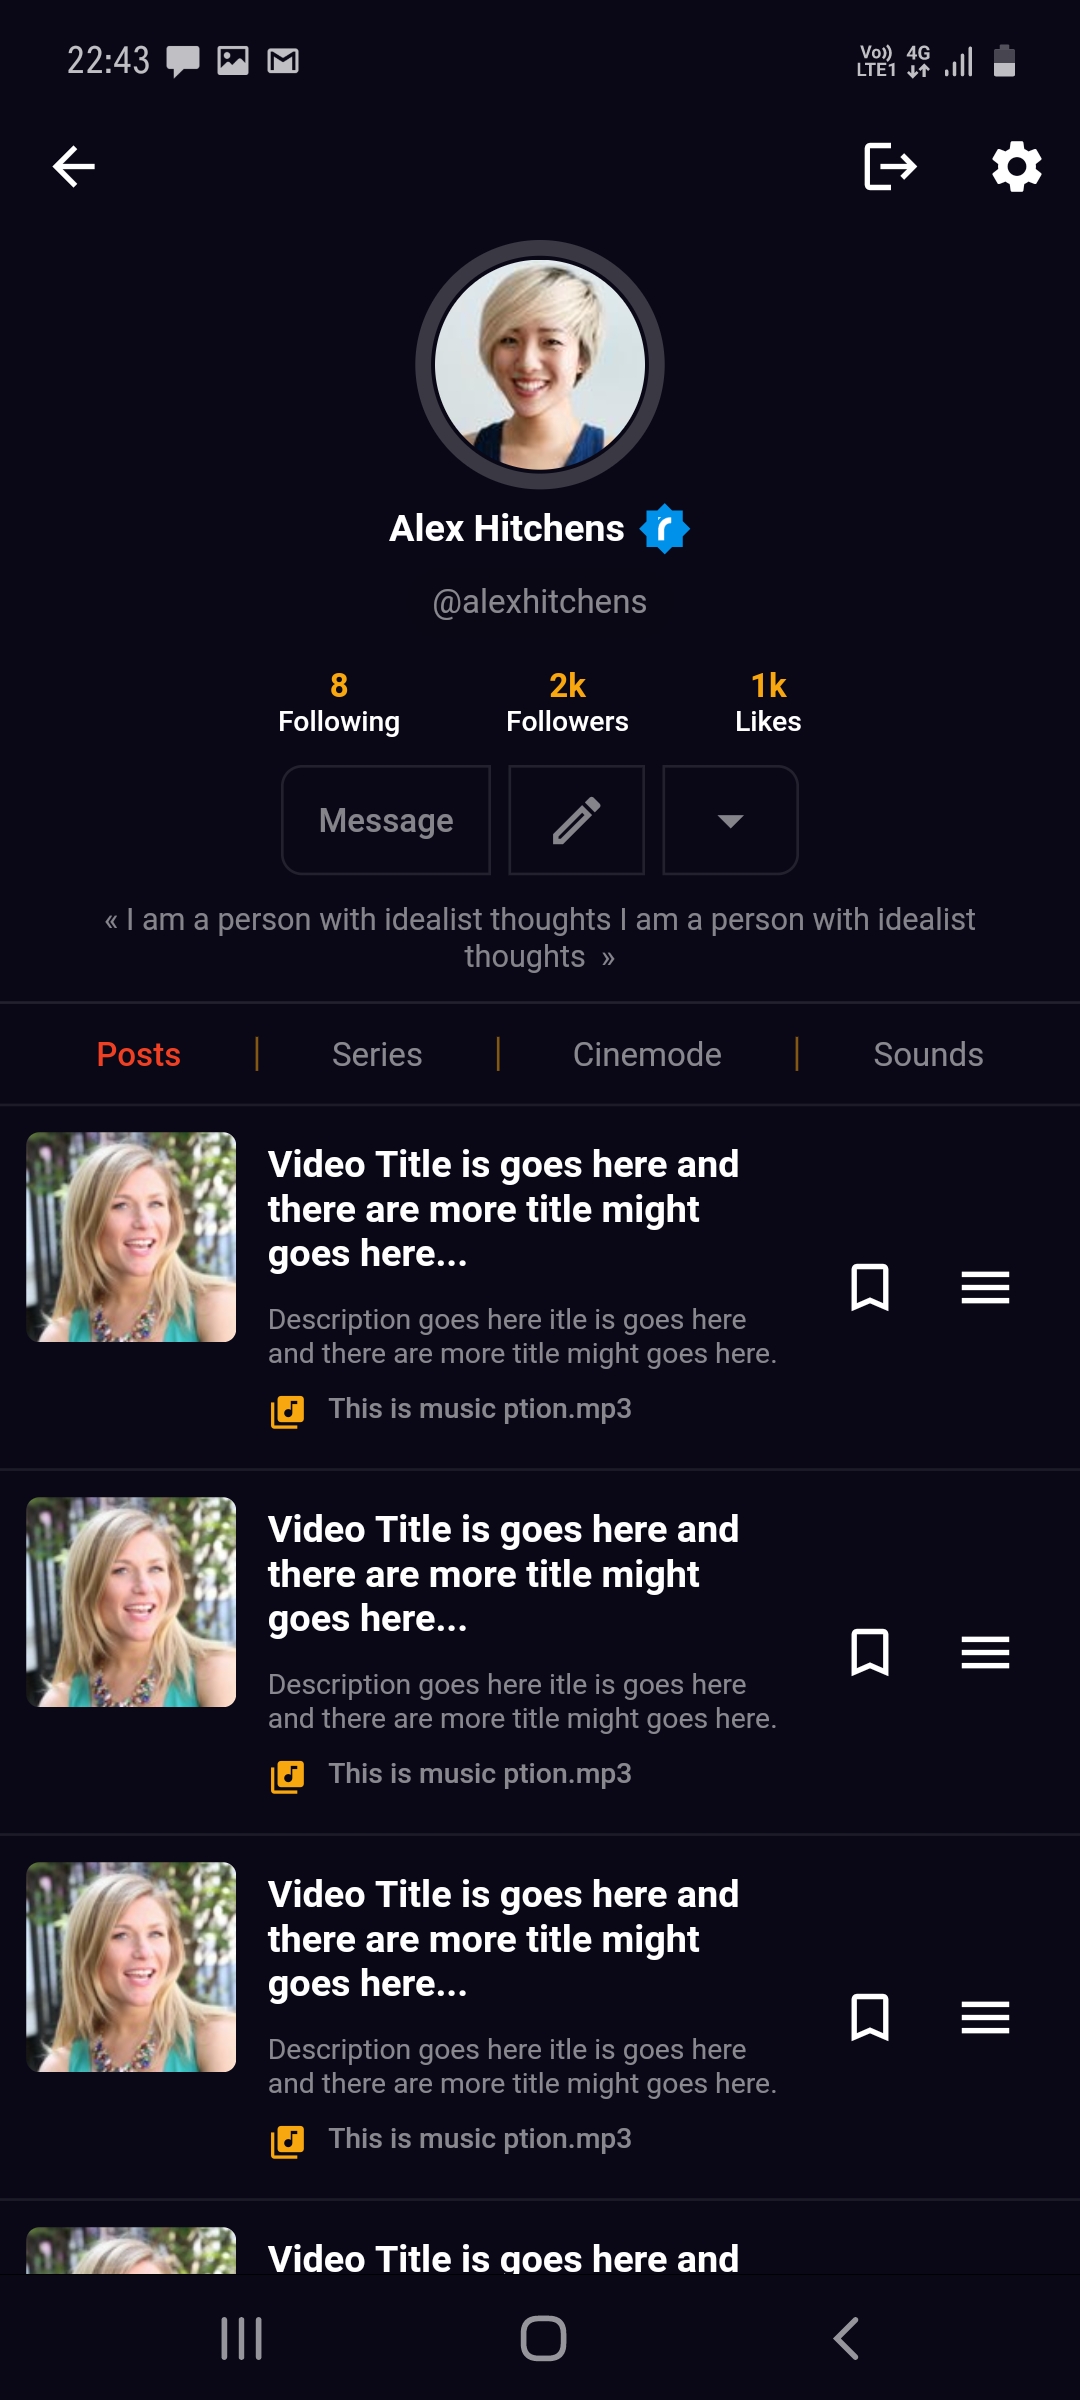 22:43
Vo)) 4G
LTE1
Alex Hitchens
@alexhitchens
8 2k 1k
Following Followers Likes
Message
« I am a person with idealist thoughts I am a person with idealist
thoughts »
Posts Series Cinemode Sounds
Video Title is goes here and
there are more title might
goes here...
Description goes here itle is goes here
and there are more title might goes here.
This is music ption.mp3
Video Title is goes here and
there are more title might
goes here...
Description goes here itle is goes here
and there are more title might goes here.
This is music ption.mp3
Video Title is goes here and
there are more title might
goes here...
Description goes here itle is goes here
and there are more title might goes here.
This is music ption.mp3
Video Title is goes here and